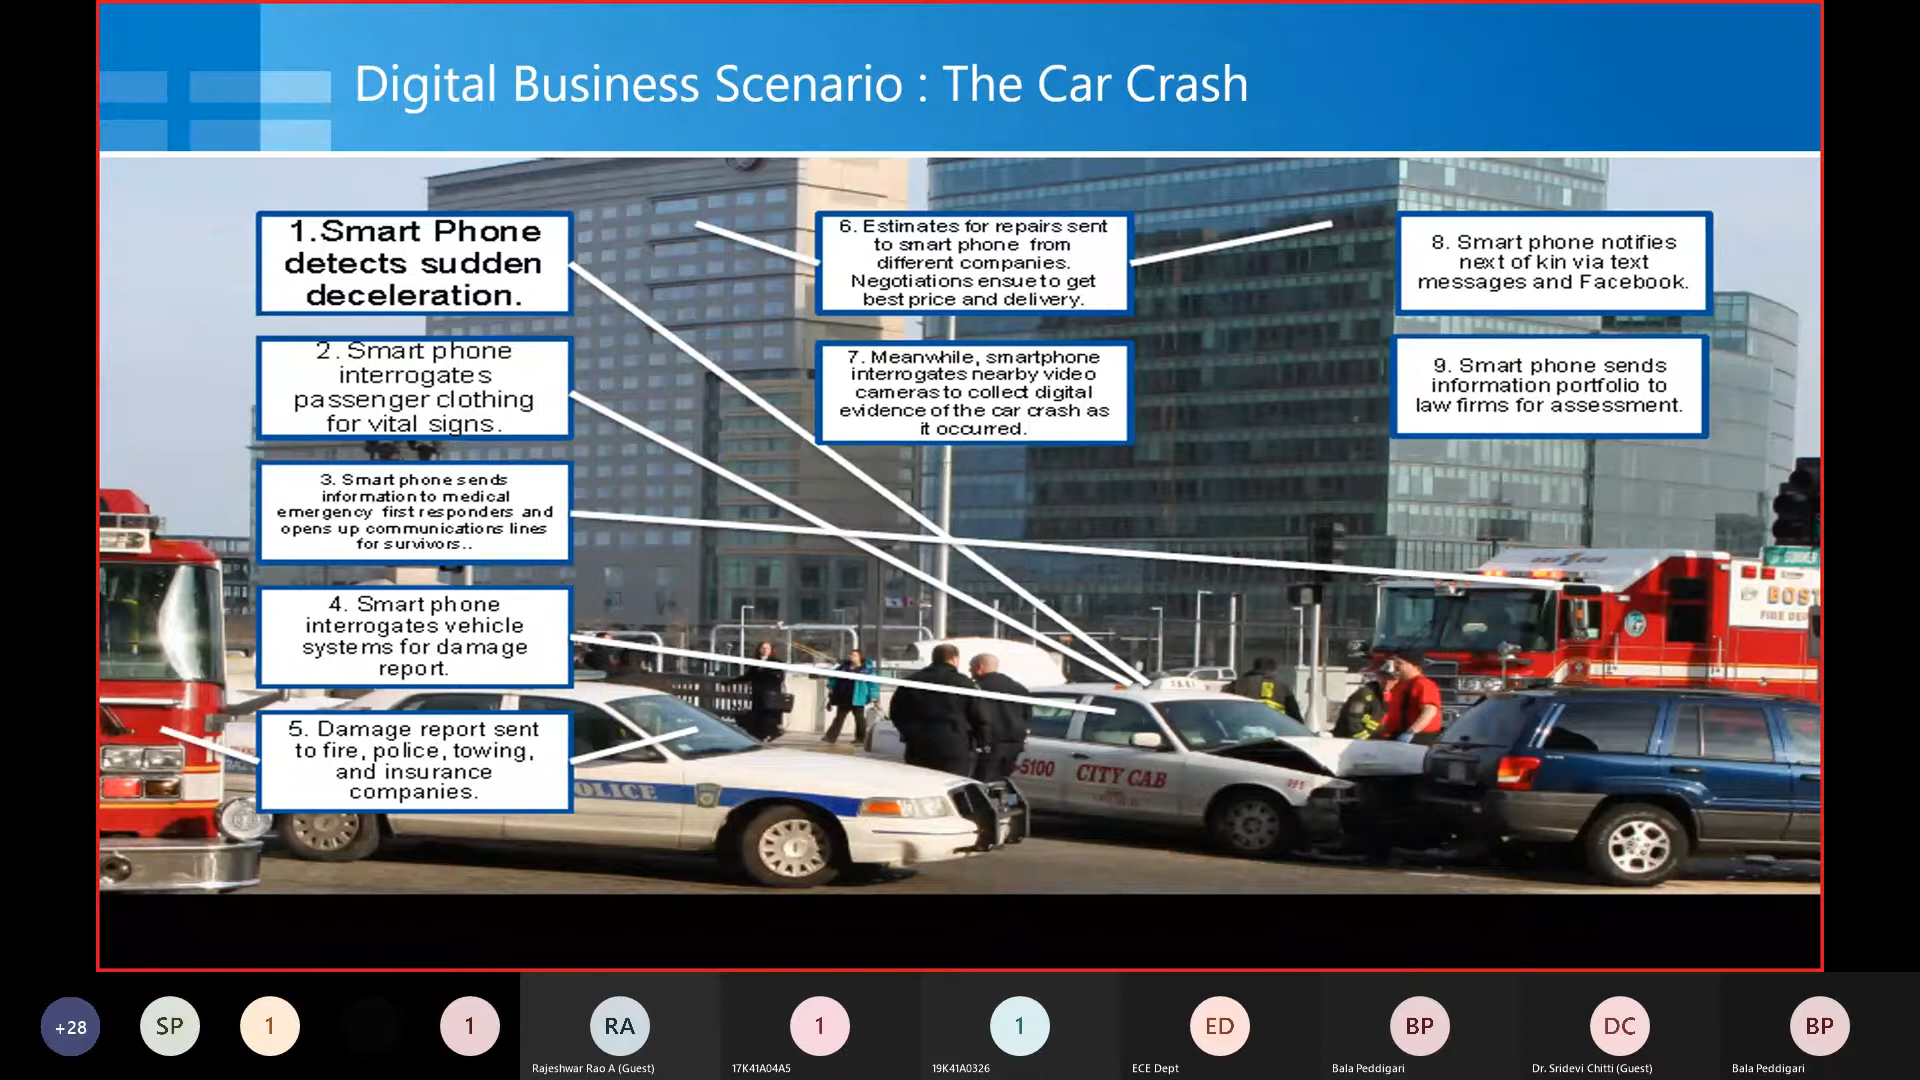 Digital Business Scenario : The Car Crash
1.Smart Phone
detects sudden
deceleration.
2. Smart phone
interrogates
passenger clothing
for vital signs.
3. Smart phone sends
information to medical
emergency first responders and
opens up communications lines
for survivors..
4. Smart phone
interrogates vehicle
systems for damage
report.
5. Damage report sent
to fire, police, towing,
and insurance
companies.
6. Estimates for repairs sent
to smart phone from
different companies.
Negotiations ensue to get
best price and delivery.
7. Meanwhile, smartphone
interrogates nearby video
cameras to collect digital
evidence of the car crash as
it occurred.
8. Smart phone notifies
next of kin via text
messages and Facebook.
9. Smart phone sends
information portfolio to
law firms for assessment.
BOST
FIRE DEP
TAXI
-5100 CITY CAB
OLICE
+28
SP
1
1
RA
1
1
ED
BP
DC
BP
Rajeshwar Rao A (Guest)
17K41A04A5
19K41A0326
ECE Dept
Bala Peddigari
Dr. Sridevi Chitti (Guest)
Bala Peddigari